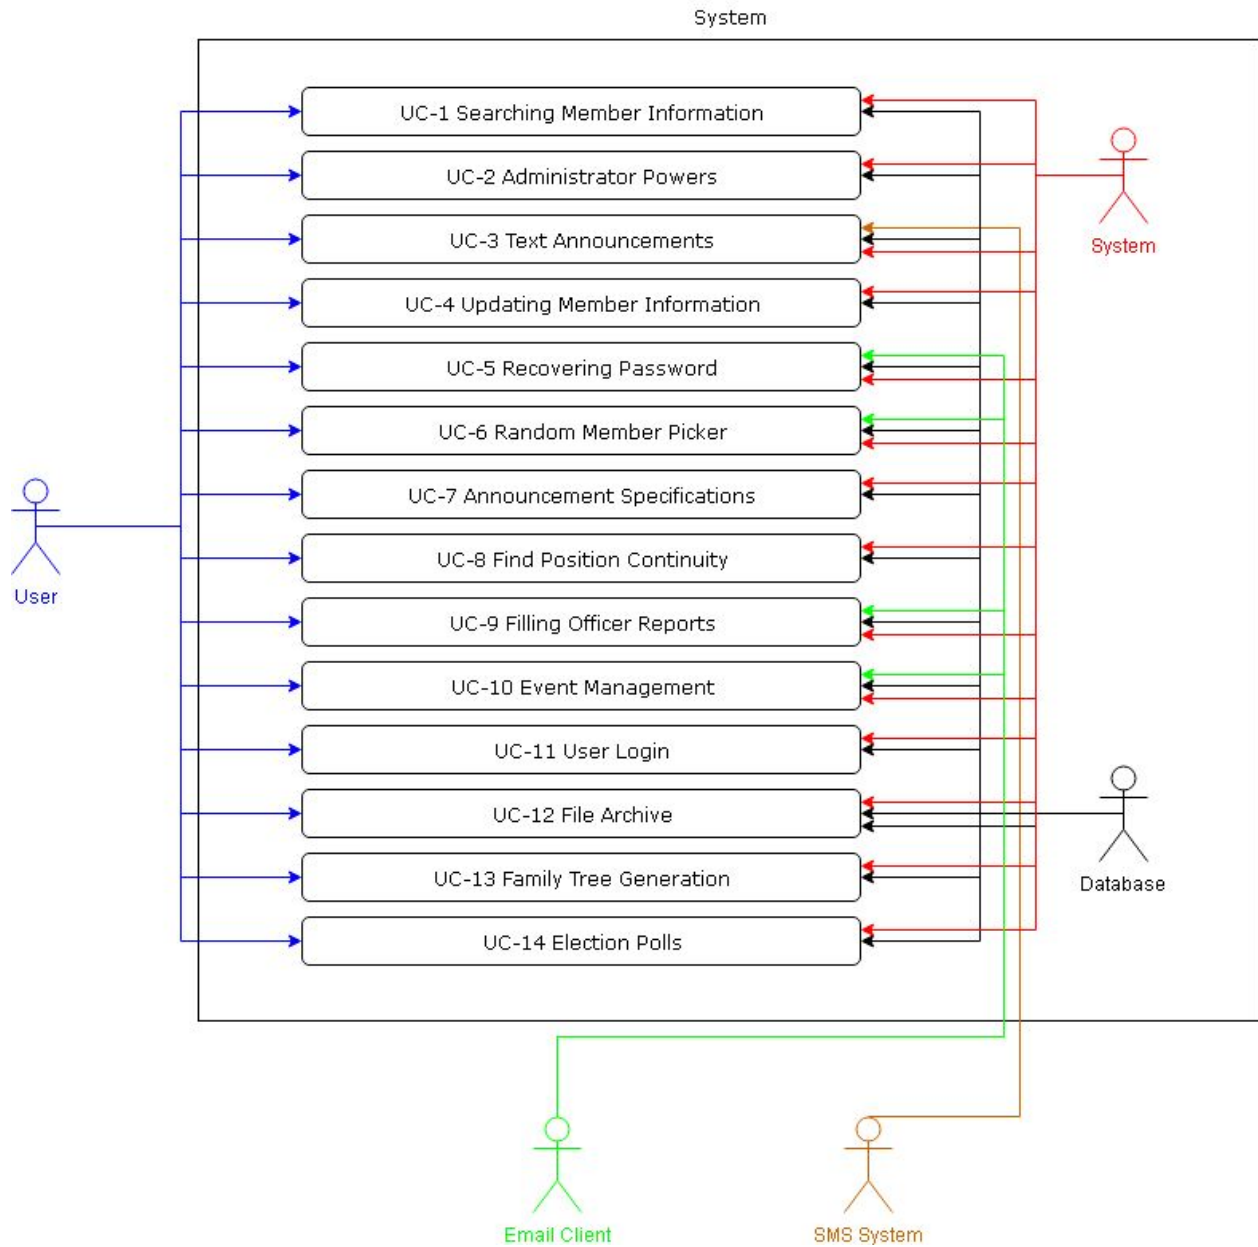 System
UC-1 Searching Member Information
UC-2 Administrator Powers
UC-3 Text Announcements
System
UC-4 Updating Member Information
UC-5 Recovering Password
UC-6 Random Member Picker
UC-7 Announcement Specifications
UC-8 Find Position Continuity
User
UC-9 Filling Officer Reports
UC-10 Event Management
UC-11 User Login
UC-12 File Archive
UC-13 Family Tree Generation
Database
UC-14 Election Polls
Email Client
SMS System